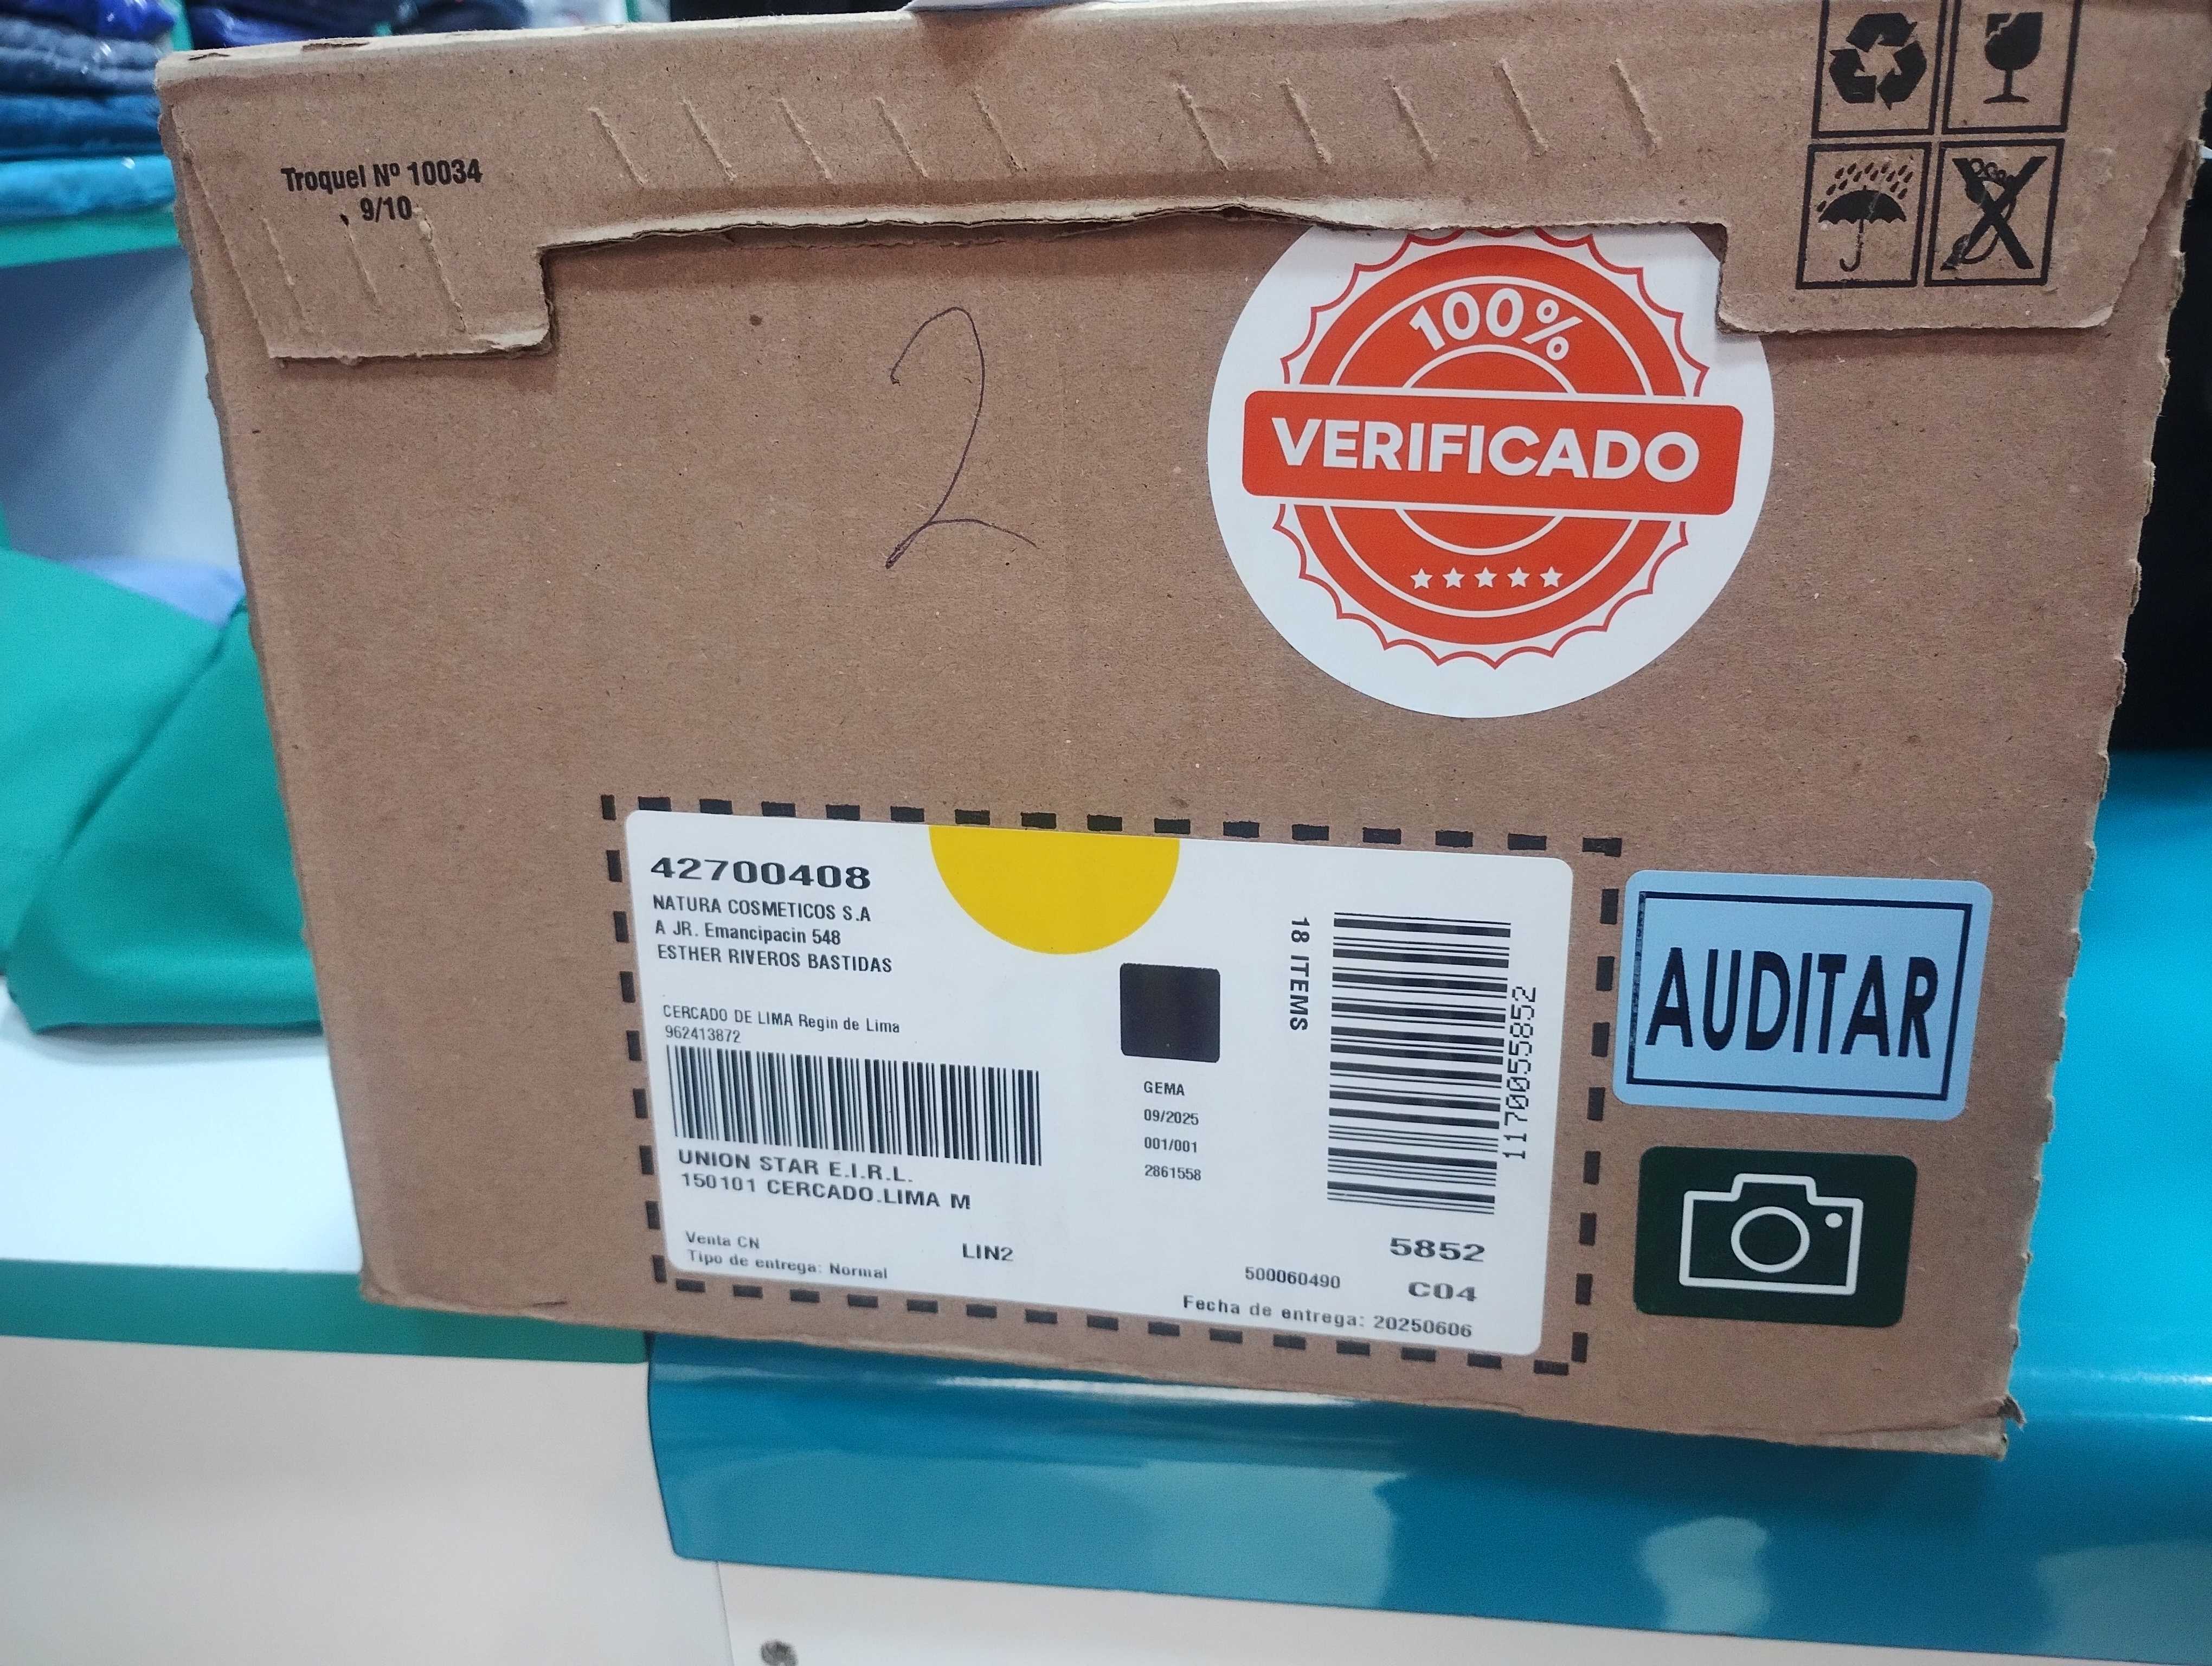 Troquel Nº 10034
9/10
2
100%
VERIFICADO
42700408
NATURA COSMETICOS S.A
A JR. Emancipacin 548
ESTHER RIVEROS BASTIDAS
CERCADO DE LIMA Regin de Lima
962413872
UNION STAR E.I.R.L.
150101 CERCADO.LIMA M
Venta CN
Tipo de entrega: Normal
LIN2
GEMA
09/2025
001/001
2861558
18 ITEMS
1170055852
5852
500060490
C04
Fecha de entrega: 20250606
AUDITAR